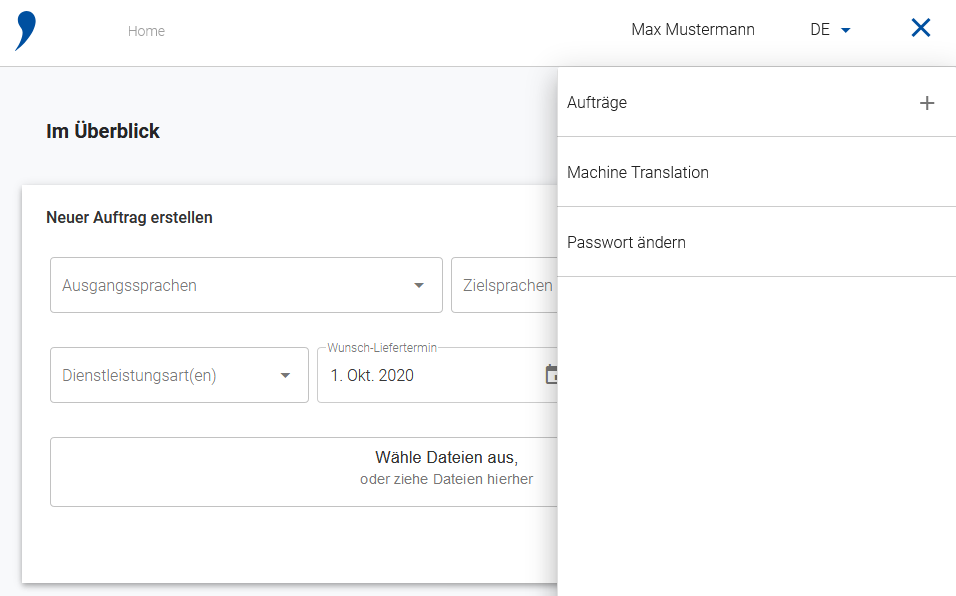 Home
Max Mustermann
DE
Aufträge
Machine Translation
Passwort ändern
Im Überblick
Neuer Auftrag erstellen
Ausgangssprachen
Zielsprachen
Dienstleistungsart(en)
Wunsch-Liefertermin
1. Okt. 2020
Wähle Dateien aus,
oder ziehe Dateien hierher